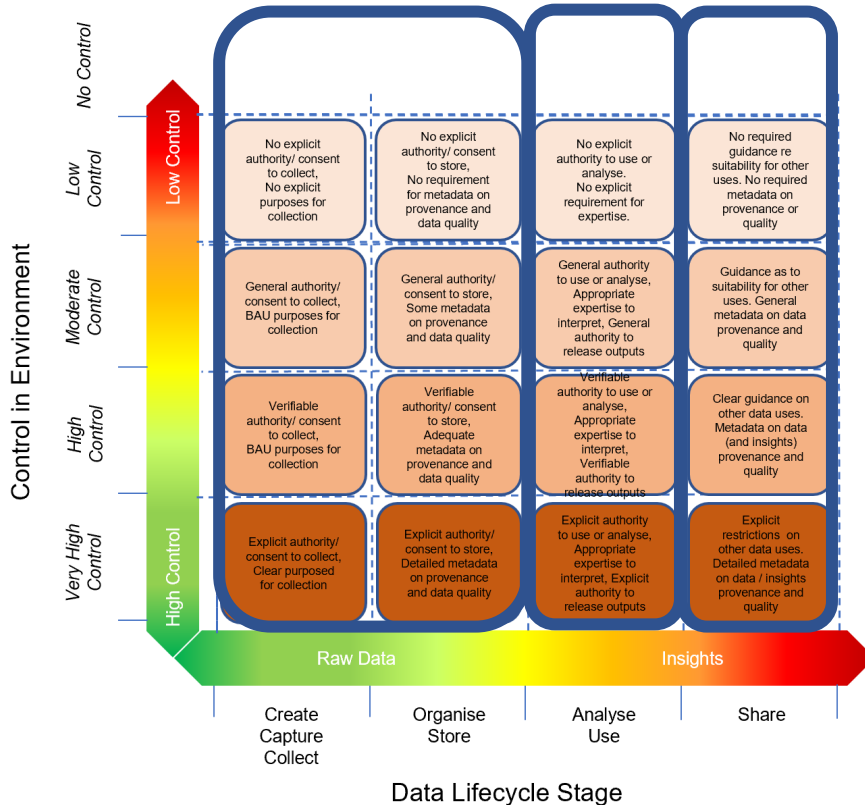 Control in Environment
No Control
Low
Control
Moderate
Control
High
Control
Very High
Control
Low Control
High Control
No explicit
authority/ consent
to collect,
No explicit
purposes for
collection
No explicit
authority/ consent
to store,
No requirement
for metadata on
provenance and
data quality
No explicit
authority to use or
analyse.
No explicit
requirement for
expertise.
No required
guidance re
suitability for other
uses. No required
metadata on
provenance or
quality
General authority/
consent to collect,
BAU purposes for
collection
General authority/
consent to store,
Some metadata
on provenance
and data quality
General authority
to use or analyse,
Appropriate
expertise to
interpret, General
authority to
release outputs
Guidance as to
suitability for other
uses. General
metadata on data
provenance and
quality
Verifiable
authority/ consent
to collect,
BAU purposes for
collection
Verifiable
authority/ consent
to store,
Adequate
metadata on
provenance and
data quality
Verifiable
authority to use or
analyse,
Appropriate
expertise to
interpret,
Verifiable
authority to
release outputs
Clear guidance on
other data uses.
Metadata on data
(and insights)
provenance and
quality
Explicit authority/
consent to collect,
Clear purposed
for collection
Explicit authority/
consent to store,
Detailed metadata
on provenance
and data quality
Explicit authority
to use or analyse,
Appropriate
expertise to
interpret, Explicit
authority to
release outputs
Explicit
restrictions on
other data uses.
Detailed metadata
on data / insights
provenance and
quality
Raw Data
Insights
Create
Capture
Collect
Organise
Store
Analyse
Use
Share
Data Lifecycle Stage